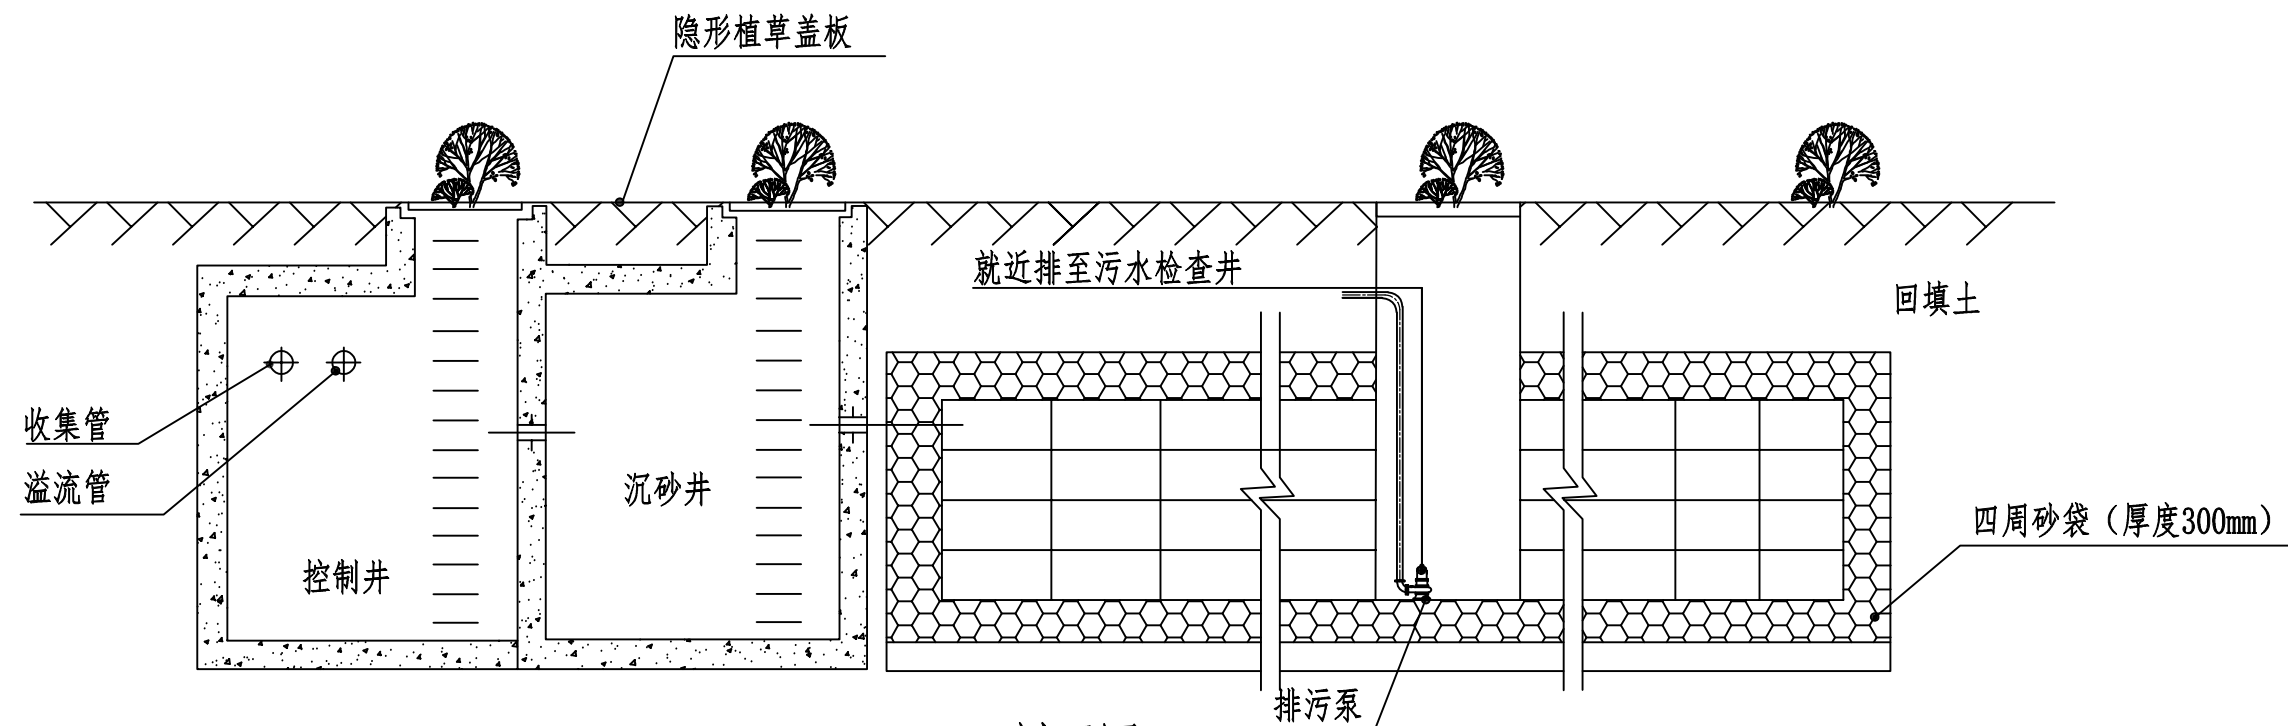 隐形植草盖板
就近排至污水检查井
回填土
收集管
溢流管
沉砂井
四周砂袋（厚度300mm）
控制井
排污泵